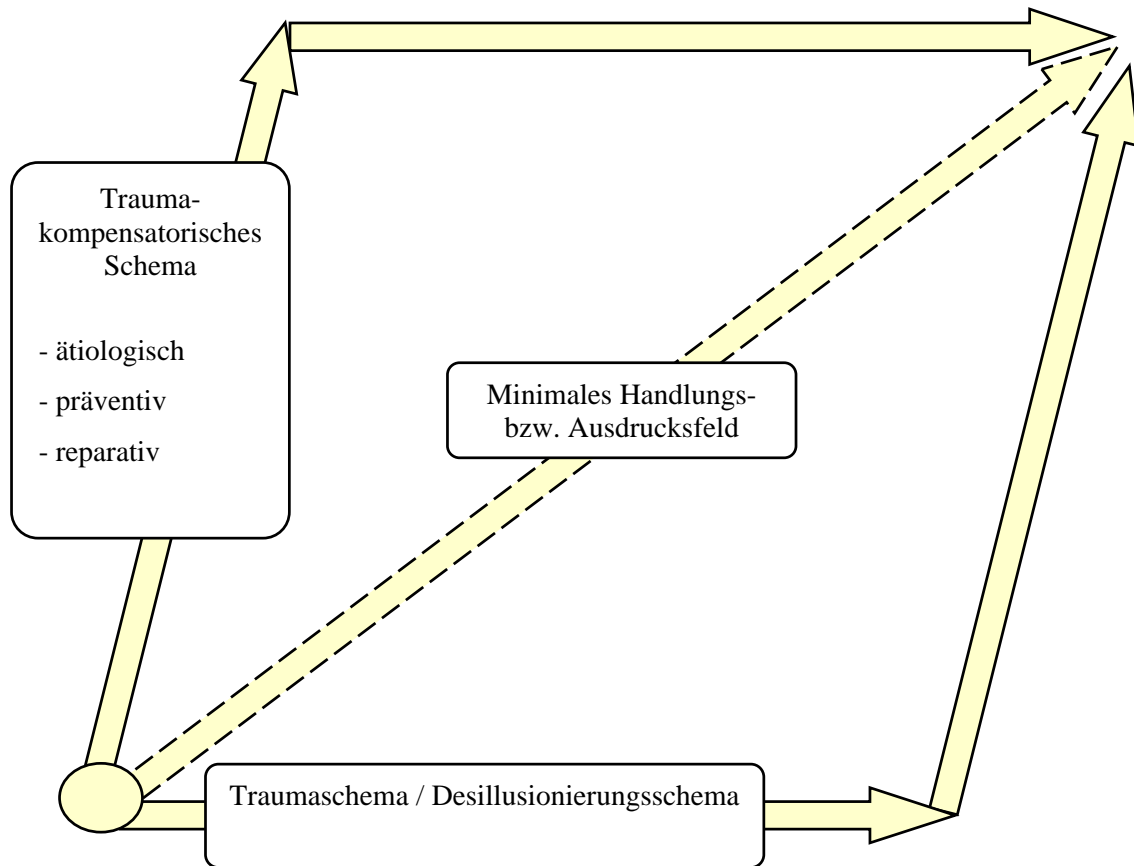 Trauma-
kompensatorisches
Schema
- ätiologisch
- präventiv
- reparativ
Minimales Handlungs-
bzw. Ausdrucksfeld
Traumaschema / Desillusionierungsschema